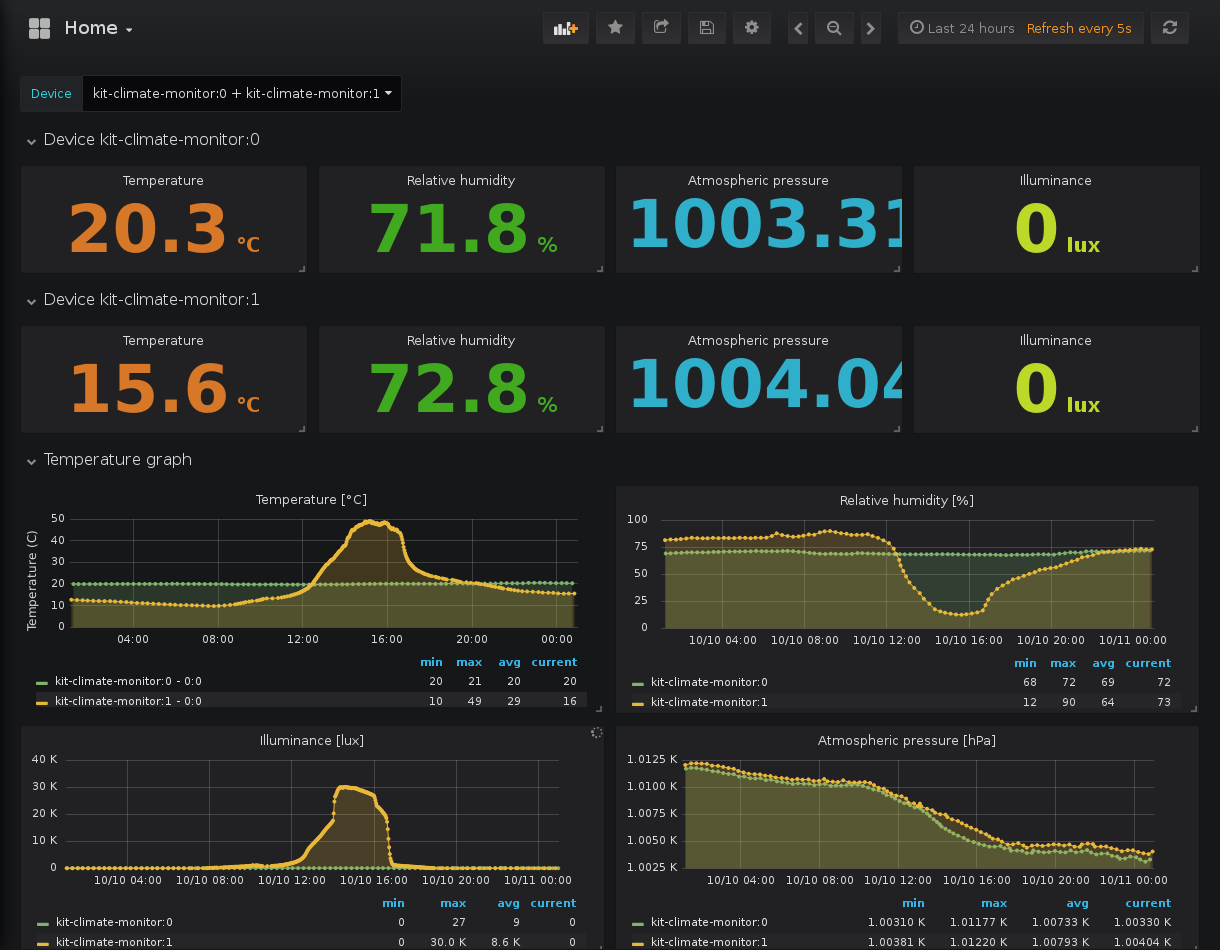 Home
Last 24 hours Refresh every 5s
Device kit-climate-monitor:0 + kit-climate-monitor:1
Device kit-climate-monitor:0
Temperature Relative humidity Atmospheric pressure Illuminance
20.3 °C 71.8 % 1003.31 0 lux
Device kit-climate-monitor:1
Temperature Relative humidity Atmospheric pressure Illuminance
15.6 °C 72.8 % 1004.04 0 lux
Temperature graph
Temperature [°C]
Temperature (C)
50
40
30
20
10
0
04:00 08:00 12:00 16:00 20:00 00:00
min max avg current
kit-climate-monitor:0 - 0:0 20 21 20 20
kit-climate-monitor:1 - 0:0 10 49 29 16
Relative humidity [%]
100
75
50
25
0
10/10 04:00 10/10 08:00 10/10 12:00 10/10 16:00 10/10 20:00 10/11 00:00
min max avg current
kit-climate-monitor:0 68 72 69 72
kit-climate-monitor:1 12 90 64 73
Illuminance [lux]
40 K
30 K
20 K
10 K
0
10/10 04:00 10/10 08:00 10/10 12:00 10/10 16:00 10/10 20:00 10/11 00:00
min max avg current
kit-climate-monitor:0 0 27 9 0
kit-climate-monitor:1 0 30.0 K 8.6 K 0
Atmospheric pressure [hPa]
1.0125 K
1.0100 K
1.0075 K
1.0050 K
1.0025 K
10/10 04:00 10/10 08:00 10/10 12:00 10/10 16:00 10/10 20:00 10/11 00:00
min max avg current
kit-climate-monitor:0 1.00310 K 1.01177 K 1.00733 K 1.00330 K
kit-climate-monitor:1 1.00381 K 1.01220 K 1.00793 K 1.00404 K